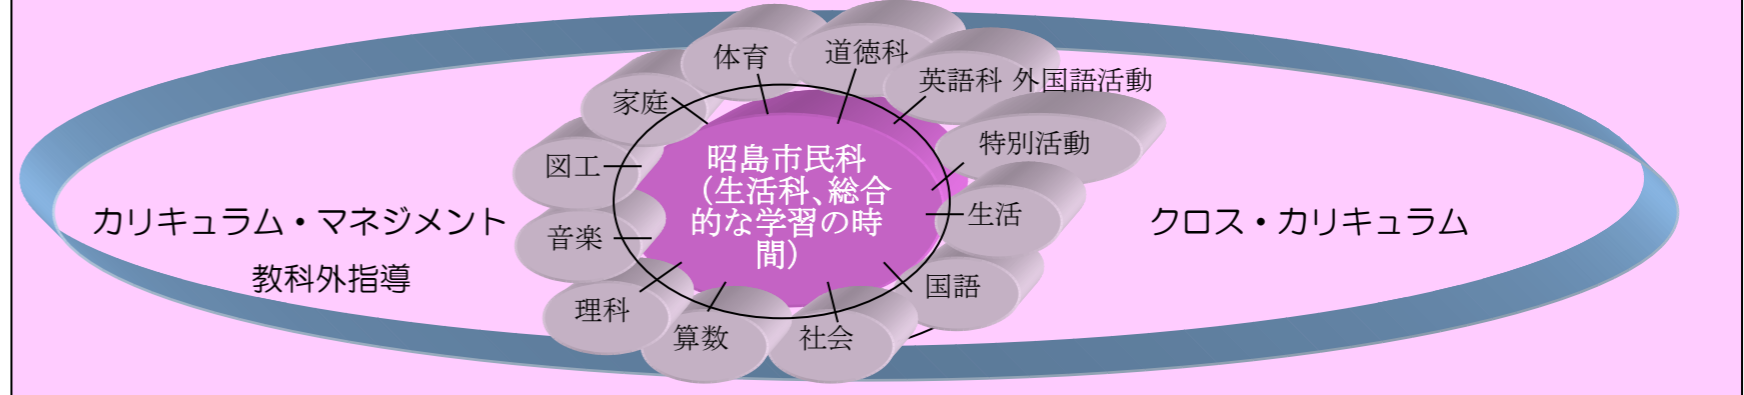 体育
道徳科
英語科 外国語活動
家庭
特別活動
図工
昭島市民科
（生活科、総合
的な学習の時
間）
生活
カリキュラム・マネジメント
教科外指導
クロス・カリキュラム
音楽
国語
理科
算数
社会